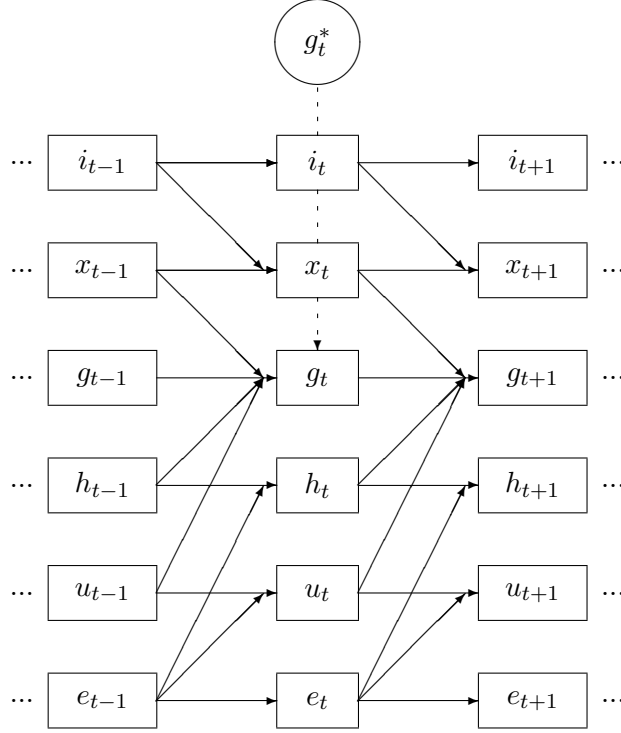 g*_t
... i_{t−1} i_t i_{t+1} ...
... x_{t−1} x_t x_{t+1} ...
... g_{t−1} g_t g_{t+1} ...
... h_{t−1} h_t h_{t+1} ...
... u_{t−1} u_t u_{t+1} ...
... e_{t−1} e_t e_{t+1} ...